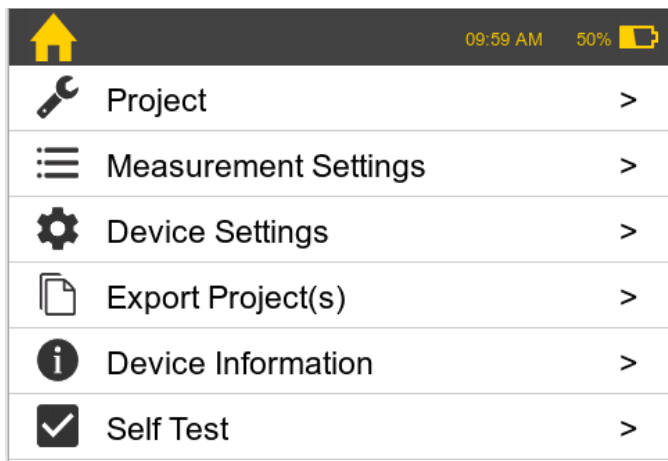 09:59 AM 50%
Project >
Measurement Settings >
Device Settings >
Export Project(s) >
Device Information >
Self Test >